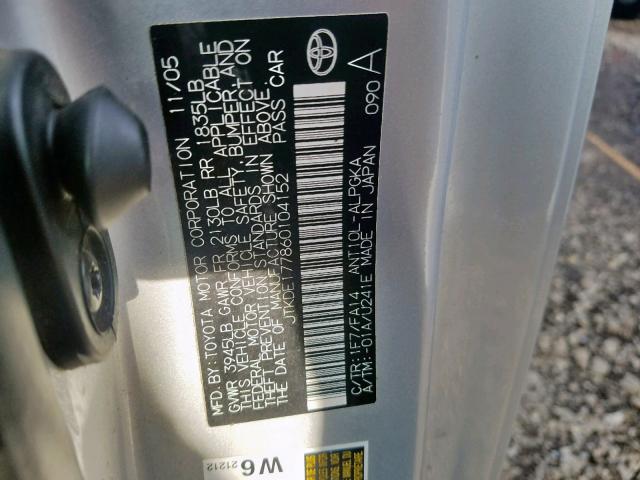 MFD. BY: TOYOTA MOTOR CORPORATION 11/05
GVWR 3945LB GAWR FR 2130LB RR 1835LB
THIS VEHICLE CONFORMS TO ALL APPLICABLE
FEDERAL MOTOR VEHICLE SAFETY, BUMPER, AND
THEFT PREVENTION STANDARDS IN EFFECT ON
THE DATE OF MANUFACTURE SHOWN ABOVE.
JTKDE177860104152 PASS CAR
C/TR: 1F7/FA14 ANT10L-ALPGKA
A/TM: -01A/U241E MADE IN JAPAN 090 A
W6
21212